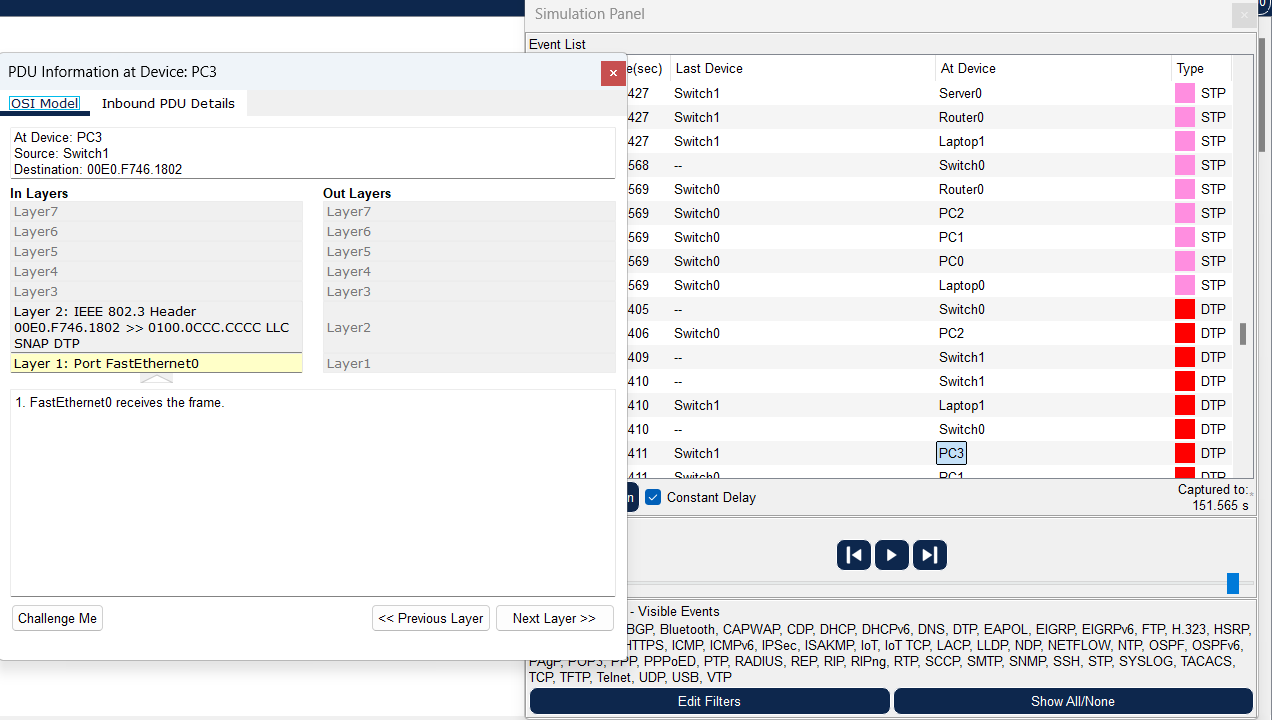 Simulation Panel
Event List
e(sec) Last Device At Device Type
427 Switch1 Server0 STP
427 Switch1 Router0 STP
427 Switch1 Laptop1 STP
568 -- Switch0 STP
569 Switch0 Router0 STP
569 Switch0 PC2 STP
569 Switch0 PC1 STP
569 Switch0 PC0 STP
569 Switch0 Laptop0 STP
405 -- Switch0 DTP
406 Switch0 PC2 DTP
409 -- Switch1 DTP
410 -- Switch1 DTP
410 Switch1 Laptop1 DTP
410 -- Switch0 DTP
411 Switch1 PC3 DTP
411 Switch0 PC1 DTP
n Constant Delay
Captured to:
151.565 s
- Visible Events
BGP, Bluetooth, CAPWAP, CDP, DHCP, DHCPv6, DNS, DTP, EAPOL, EIGRP, EIGRPv6, FTP, H.323, HSRP,
HTTPS, ICMP, ICMPv6, IPSec, ISAKMP, IoT, IoT TCP, LACP, LLDP, NDP, NETFLOW, NTP, OSPF, OSPFv6,
PAgP, POP3, PPP, PPPoED, PTP, RADIUS, REP, RIP, RIPng, RTP, SCCP, SMTP, SNMP, SSH, STP, SYSLOG, TACACS,
TCP, TFTP, Telnet, UDP, USB, VTP
Edit Filters Show All/None
PDU Information at Device: PC3
OSI Model Inbound PDU Details
At Device: PC3
Source: Switch1
Destination: 00E0.F746.1802
In Layers Out Layers
Layer7 Layer7
Layer6 Layer6
Layer5 Layer5
Layer4 Layer4
Layer3 Layer3
Layer 2: IEEE 802.3 Header
00E0.F746.1802 >> 0100.0CCC.CCCC LLC Layer2
SNAP DTP
Layer 1: Port FastEthernet0 Layer1
1. FastEthernet0 receives the frame.
Challenge Me << Previous Layer Next Layer >>